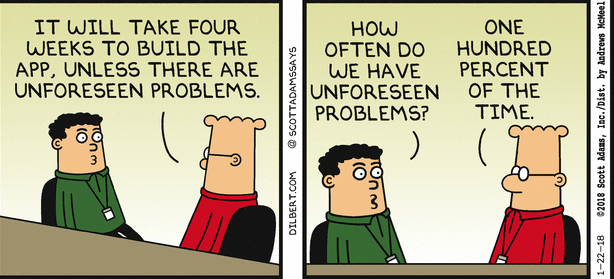 IT WILL TAKE FOUR
WEEKS TO BUILD THE
APP, UNLESS THERE ARE
UNFORESEEN PROBLEMS.
DILBERT.COM @SCOTTADAMSSAYS
HOW
OFTEN DO
WE HAVE
UNFORESEEN
PROBLEMS?
ONE
HUNDRED
PERCENT
OF THE
TIME.
1-22-18 ©2018 Scott Adams, Inc./Dist. by Andrews McMeel